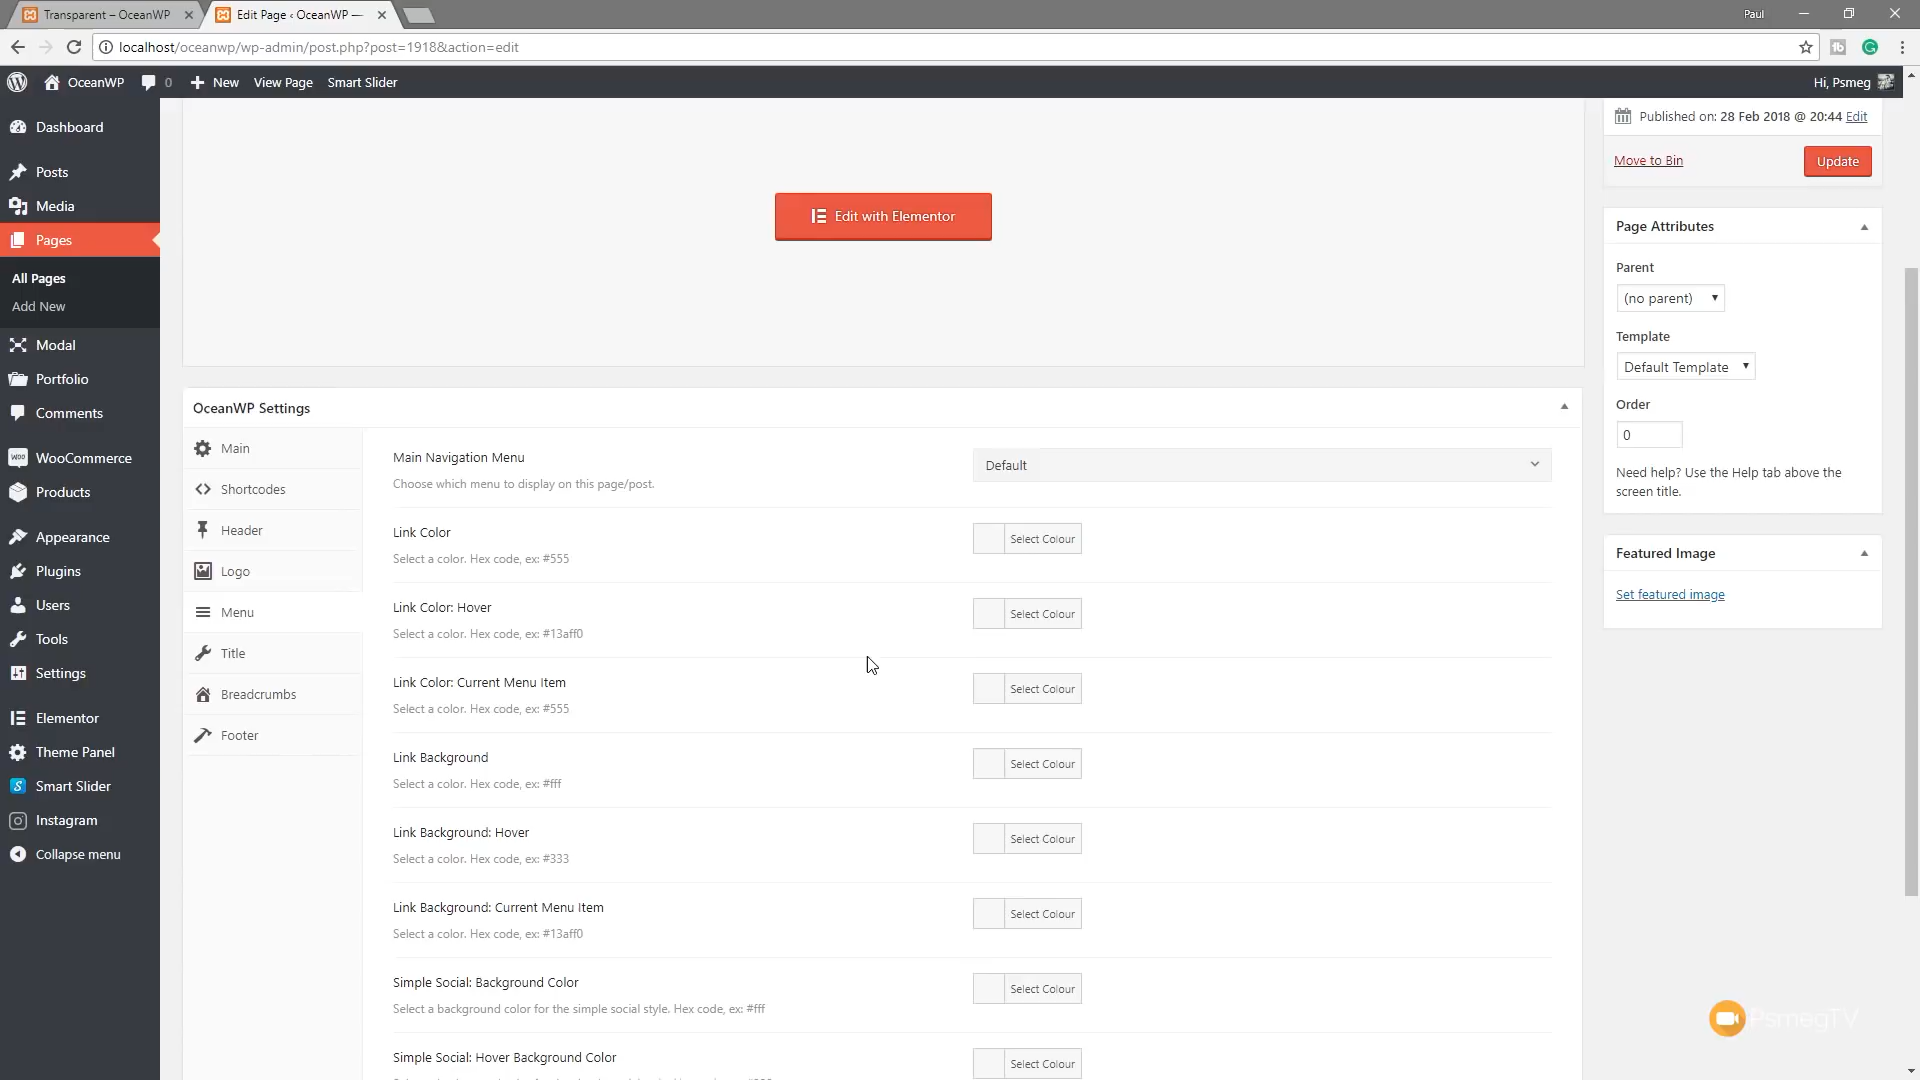 Transparent – OceanWP
Edit Page ‹ OceanWP —
Paul
localhost/oceanwp/wp-admin/post.php?post=1918&action=edit
OceanWP
0
New
View Page
Smart Slider
Hi, Psmeg
Dashboard
Posts
Media
Pages
All Pages
Add New
Modal
Portfolio
Comments
WooCommerce
Products
Appearance
Plugins
Users
Tools
Settings
Elementor
Theme Panel
Smart Slider
Instagram
Collapse menu
Edit with Elementor
OceanWP Settings
Main
Shortcodes
Header
Logo
Menu
Title
Breadcrumbs
Footer
Main Navigation Menu
Choose which menu to display on this page/post.
Default
Link Color
Select a color. Hex code, ex: #555
Select Colour
Link Color: Hover
Select a color. Hex code, ex: #13aff0
Select Colour
Link Color: Current Menu Item
Select a color. Hex code, ex: #555
Select Colour
Link Background
Select a color. Hex code, ex: #fff
Select Colour
Link Background: Hover
Select a color. Hex code, ex: #333
Select Colour
Link Background: Current Menu Item
Select a color. Hex code, ex: #13aff0
Select Colour
Simple Social: Background Color
Select a background color for the simple social style. Hex code, ex: #fff
Select Colour
Simple Social: Hover Background Color
Select Colour
Published on: 28 Feb 2018 @ 20:44 Edit
Move to Bin
Update
Page Attributes
Parent
(no parent)
Template
Default Template
Order
0
Need help? Use the Help tab above the
screen title.
Featured Image
Set featured image
PsmegTV